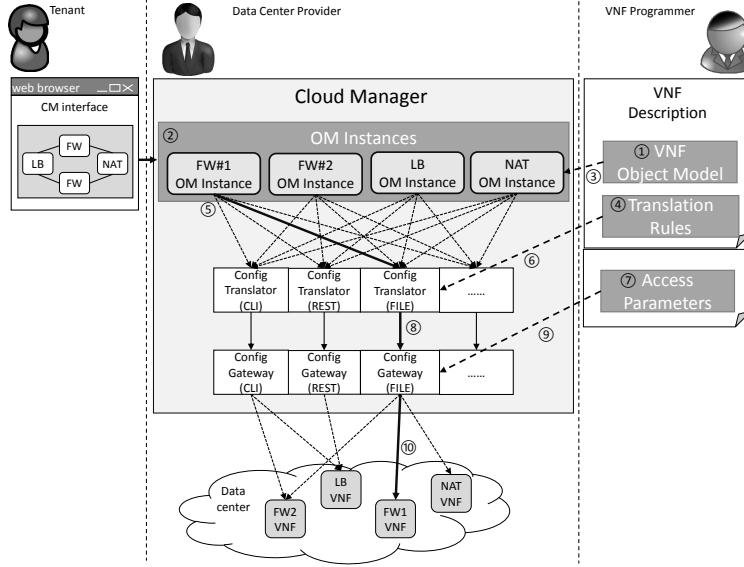 Tenant
Data Center Provider
VNF Programmer
web browser
CM interface
FW
LB
NAT
FW
Cloud Manager
② OM Instances
FW#1
OM Instance
FW#2
OM Instance
LB
OM Instance
NAT
OM Instance
VNF
Description
① VNF
Object Model
③
④ Translation
Rules
⑤
⑥
Config
Translator
(CLI)
Config
Translator
(REST)
Config
Translator
(FILE)
......
⑦ Access
Parameters
⑧
⑨
Config
Gateway
(CLI)
Config
Gateway
(REST)
Config
Gateway
(FILE)
......
⑩
Data
center
LB
VNF
NAT
VNF
FW2
VNF
FW1
VNF